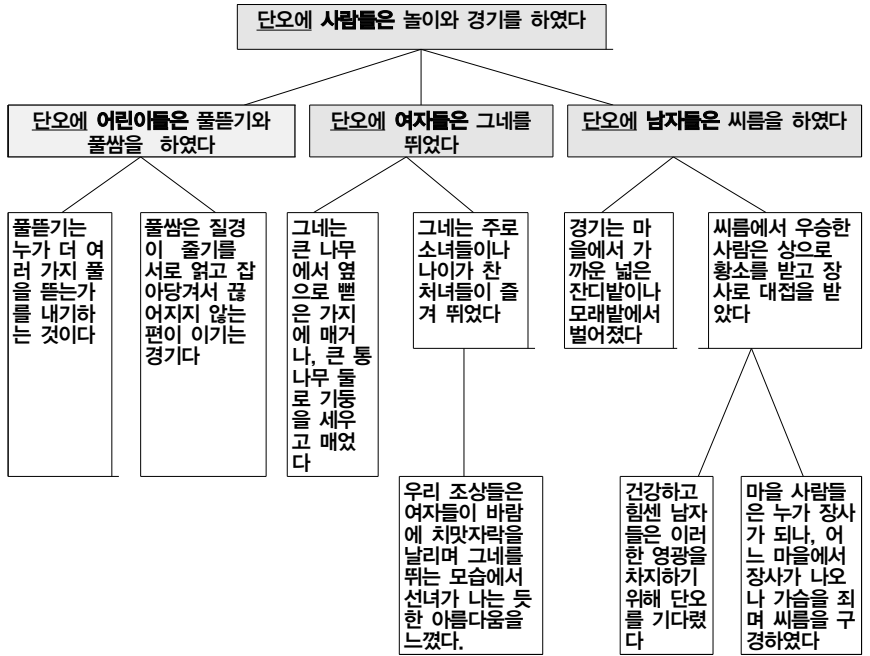 단오에 사람들은 놀이와 경기를 하였다
단오에 어린아들은 풀뜯기와
풀쌈을 하였다
단오에 여자들은 그네를
뛰었다
단오에 남자들은 씨름을 하였다
풀뜯기는
누가 더 여
러 가지 풀
을 뜯는가
를 내기하
는 것이다
풀쌈은 질경
이 줄기를
서로 얽고 잡
아당겨서 끊
어지지 않는
편이 이기는
경기다
그네는
큰 나무
에서 옆
으로 뻗
은 가지
에 매거
나, 큰 통
나무 둘
로 기둥
을 세우
고 매었
다
그네는 주로
소녀들이나
나이가 찬
처녀들이 즐
겨 뛰었다
경기는 마
을에서 가
까운 넓은
잔디밭이나
모래밭에서
벌어졌다
씨름에서 우승한
사람은 상으로
황소를 받고 장
사로 대접을 받
았다
우리 조상들은
여자들이 바람
에 치맛자락을
날리며 그네를
뛰는 모습에서
선녀가 나는 듯
한 아름다움을
느꼈다.
건강하고
힘센 남자
들은 이러
한 영광을
차지하기
위해 단오
를 기다렸
다
마을 사람들
은 누가 장사
가 되나, 어
느 마을에서
장사가 나오
나 가슴을 죄
며 씨름을 구
경하였다